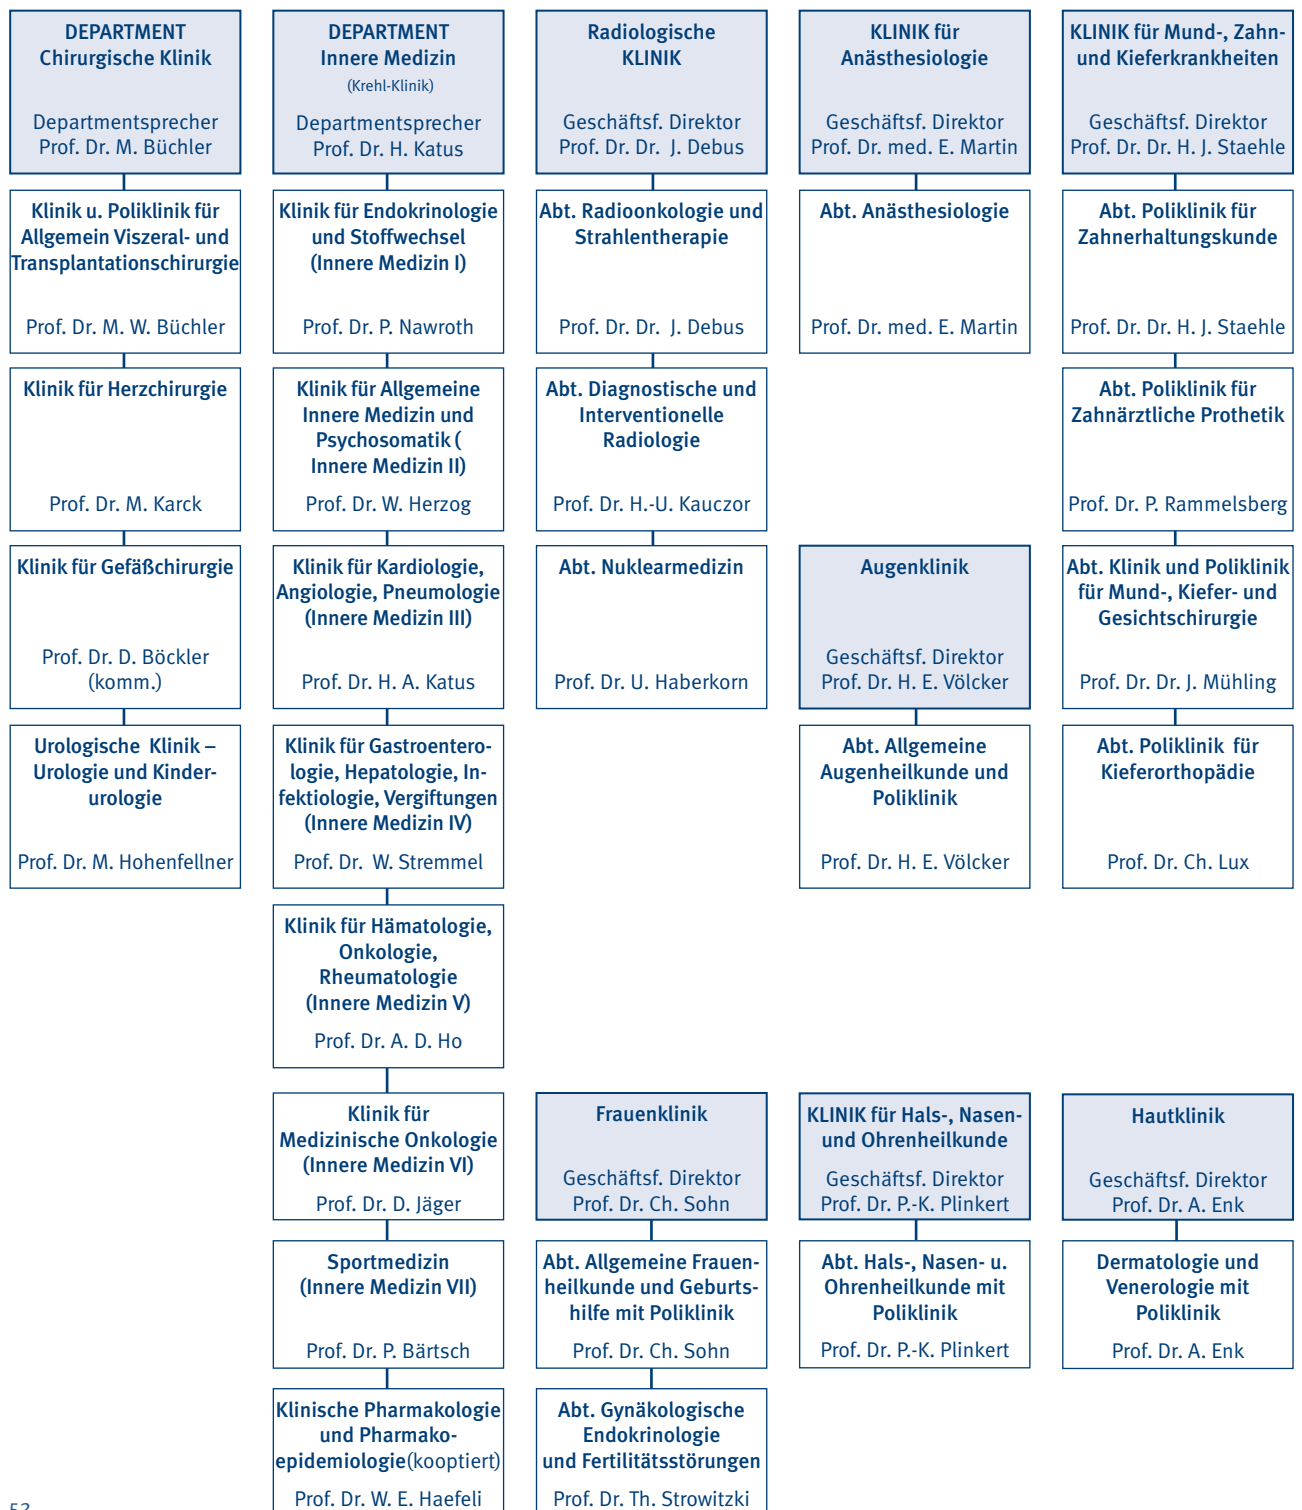 DEPARTMENT
Chirurgische Klinik
Departmentsprecher
Prof. Dr. M. Büchler
Klinik u. Poliklinik für
Allgemein Viszeral- und
Transplantationschirurgie
Prof. Dr. M. W. Büchler
Klinik für Herzchirurgie
Prof. Dr. M. Karck
Klinik für Gefäßchirurgie
Prof. Dr. D. Böckler
(komm.)
Urologische Klinik –
Urologie und Kinder-
urologie
Prof. Dr. M. Hohenfellner
DEPARTMENT
Innere Medizin
(Krehl-Klinik)
Departmentsprecher
Prof. Dr. H. Katus
Klinik für Endokrinologie
und Stoffwechsel
(Innere Medizin I)
Prof. Dr. P. Nawroth
Klinik für Allgemeine
Innere Medizin und
Psychosomatik (
Innere Medizin II)
Prof. Dr. W. Herzog
Klinik für Kardiologie,
Angiologie, Pneumologie
(Innere Medizin III)
Prof. Dr. H. A. Katus
Klinik für Gastroentero-
logie, Hepatologie, In-
fektiologie, Vergiftungen
(Innere Medizin IV)
Prof. Dr. W. Stremmel
Klinik für Hämatologie,
Onkologie,
Rheumatologie
(Innere Medizin V)
Prof. Dr. A. D. Ho
Klinik für
Medizinische Onkologie
(Innere Medizin VI)
Prof. Dr. D. Jäger
Sportmedizin
(Innere Medizin VII)
Prof. Dr. P. Bärtsch
Klinische Pharmakologie
und Pharmako-
epidemiologie(kooptiert)
Prof. Dr. W. E. Haefeli
Radiologische
KLINIK
Geschäftsf. Direktor
Prof. Dr. Dr. J. Debus
Abt. Radioonkologie und
Strahlentherapie
Prof. Dr. Dr. J. Debus
Abt. Diagnostische und
Interventionelle
Radiologie
Prof. Dr. H.-U. Kauczor
Abt. Nuklearmedizin
Prof. Dr. U. Haberkorn
Frauenklinik
Geschäftsf. Direktor
Prof. Dr. Ch. Sohn
Abt. Allgemeine Frauen-
heilkunde und Geburts-
hilfe mit Poliklinik
Prof. Dr. Ch. Sohn
Abt. Gynäkologische
Endokrinologie
und Fertilitätsstörungen
Prof. Dr. Th. Strowitzki
KLINIK für
Anästhesiologie
Geschäftsf. Direktor
Prof. Dr. med. E. Martin
Abt. Anästhesiologie
Prof. Dr. med. E. Martin
Augenklinik
Geschäftsf. Direktor
Prof. Dr. H. E. Völcker
Abt. Allgemeine
Augenheilkunde und
Poliklinik
Prof. Dr. H. E. Völcker
KLINIK für Hals-, Nasen-
und Ohrenheilkunde
Geschäftsf. Direktor
Prof. Dr. P.-K. Plinkert
Abt. Hals-, Nasen- u.
Ohrenheilkunde mit
Poliklinik
Prof. Dr. P.-K. Plinkert
KLINIK für Mund-, Zahn-
und Kieferkrankheiten
Geschäftsf. Direktor
Prof. Dr. Dr. H. J. Staehle
Abt. Poliklinik für
Zahnerhaltungskunde
Prof. Dr. Dr. H. J. Staehle
Abt. Poliklinik für
Zahnärztliche Prothetik
Prof. Dr. P. Rammelsberg
Abt. Klinik und Poliklinik
für Mund-, Kiefer- und
Gesichtschirurgie
Prof. Dr. Dr. J. Mühling
Abt. Poliklinik für
Kieferorthopädie
Prof. Dr. Ch. Lux
Hautklinik
Geschäftsf. Direktor
Prof. Dr. A. Enk
Dermatologie und
Venerologie mit
Poliklinik
Prof. Dr. A. Enk